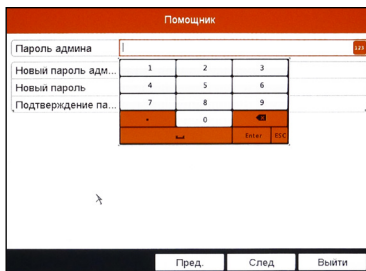 Помощник
Пароль админа
123
Новый пароль адм...
1 2 3
Новый пароль
4 5 6
Подтверждение па...
7 8 9
. 0
Enter ESC
Пред. След Выйти